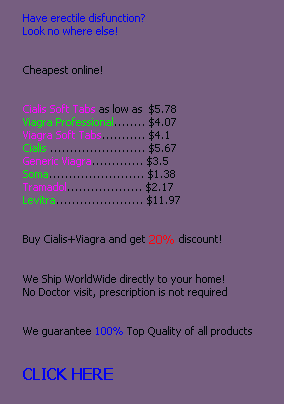 Have erectile disfunction?
Look no where else!
Cheapest online!
Cialis Soft Tabs as low as $5.78
Viagra Professional........ $4.07
Viagra Soft Tabs........... $4.1
Cialis........................ $5.67
Generic Viagra............. $3.5
Soma........................ $1.38
................... $2.17
Levitra...................... $11.97
Buy Cialis+Viagra and get 20% discount!
We Ship WorldWide directly to your home!
No Doctor visit, prescription is not required
We guarantee 100% Top Quality of all products
CLICK HERE